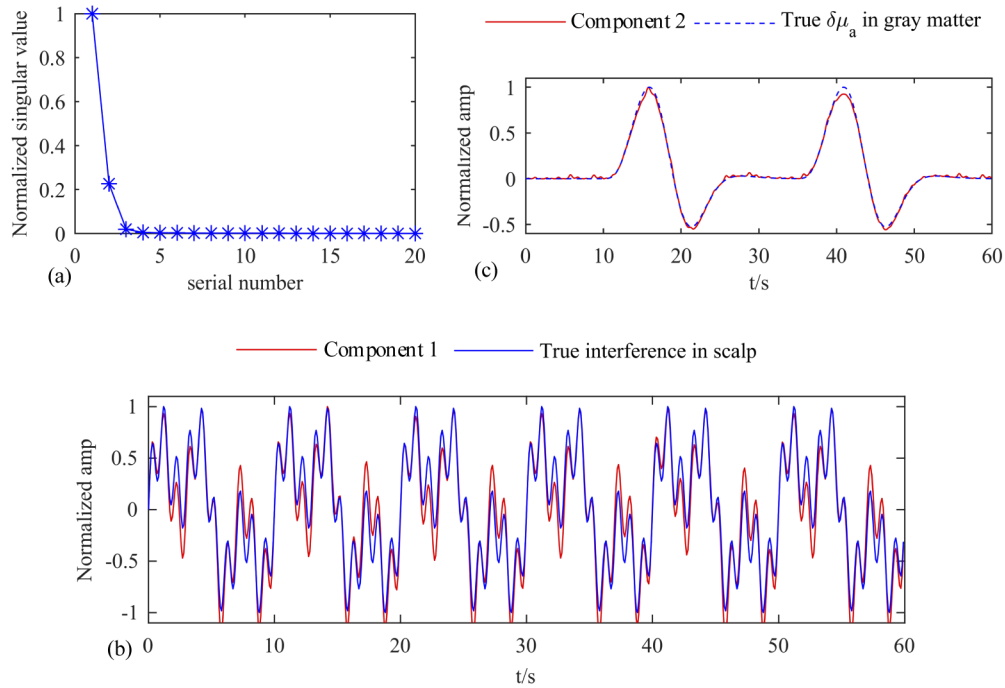 Normalized singular value
1
0.8
0.6
0.4
0.2
0
0 5 10 15 20
serial number
(a)
Component 2 True δμa in gray matter
Normalized amp
1
0.5
0
-0.5
0 10 20 30 40 50 60
t/s
(c)
Component 1 True interference in scalp
Normalized amp
1
0.5
0
-0.5
-1
0 10 20 30 40 50 60
t/s
(b)